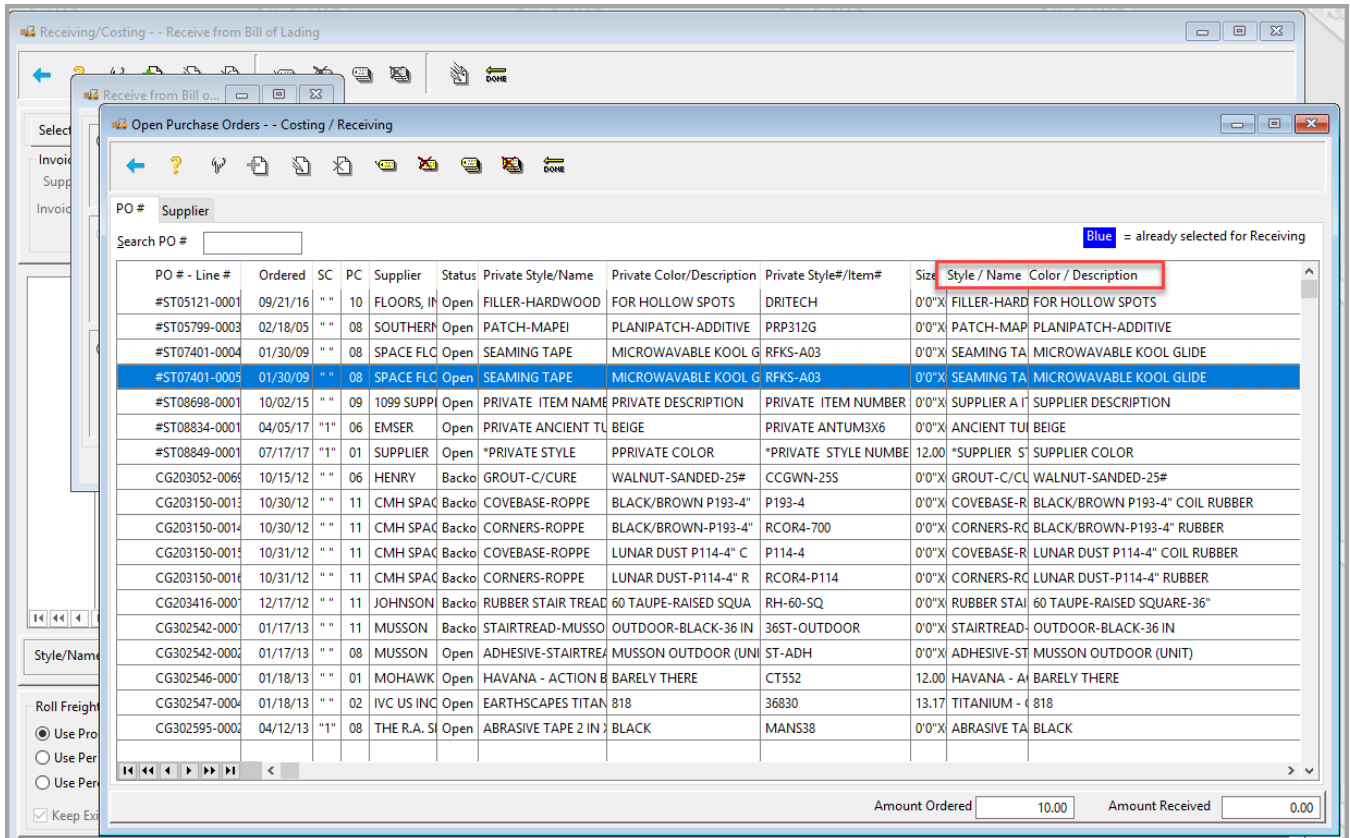 Receiving/Costing - - Receive from Bill of Lading
DONE
Receive from Bill o...
Open Purchase Orders - - Costing / Receiving
DONE
Select
Invoic
Supp
Invoic
PO # Supplier
Search PO # Blue = already selected for Receiving
PO # - Line # Ordered SC PC Supplier Status Private Style/Name Private Color/Description Private Style#/Item# Size Style / Name Color / Description
#ST05121-0001 09/21/16 " " 10 FLOORS, IN Open FILLER-HARDWOOD FOR HOLLOW SPOTS DRITECH 0'0"X FILLER-HARD FOR HOLLOW SPOTS
#ST05799-0003 02/18/05 " " 08 SOUTHERN Open PATCH-MAPEI PLANIPATCH-ADDITIVE PRP312G 0'0"X PATCH-MAP PLANIPATCH-ADDITIVE
#ST07401-0004 01/30/09 " " 08 SPACE FLO Open SEAMING TAPE MICROWAVABLE KOOL G RFKS-A03 0'0"X SEAMING TA MICROWAVABLE KOOL GLIDE
#ST07401-0005 01/30/09 " " 08 SPACE FLO Open SEAMING TAPE MICROWAVABLE KOOL G RFKS-A03 0'0"X SEAMING TA MICROWAVABLE KOOL GLIDE
#ST08698-0001 10/02/15 " " 09 1099 SUPPI Open PRIVATE ITEM NAME PRIVATE DESCRIPTION PRIVATE ITEM NUMBER 0'0"X SUPPLIER A I SUPPLIER DESCRIPTION
#ST08834-0001 04/05/17 "1" 06 EMSER Open PRIVATE ANCIENT TU BEIGE PRIVATE ANTUM3X6 0'0"X ANCIENT TUI BEIGE
#ST08849-0001 07/17/17 "1" 01 SUPPLIER Open *PRIVATE STYLE PPRIVATE COLOR *PRIVATE STYLE NUMBE 12.00 *SUPPLIER S SUPPLIER COLOR
CG203052-0069 10/15/12 " " 06 HENRY Backo GROUT-C/CURE WALNUT-SANDED-25# CCGWN-25S 0'0"X GROUT-C/CU WALNUT-SANDED-25#
CG203150-0013 10/30/12 " " 11 CMH SPAC Backo COVEBASE-ROPPE BLACK/BROWN P193-4" P193-4 0'0"X COVEBASE-R BLACK/BROWN P193-4" COIL RUBBER
CG203150-0014 10/30/12 " " 11 CMH SPAC Backo CORNERS-ROPPE BLACK/BROWN-P193-4" RCOR4-700 0'0"X CORNERS-RC BLACK/BROWN-P193-4" RUBBER
CG203150-0015 10/31/12 " " 11 CMH SPAC Backo COVEBASE-ROPPE LUNAR DUST P114-4" C P114-4 0'0"X COVEBASE-R LUNAR DUST P114-4" COIL RUBBER
CG203150-0016 10/31/12 " " 11 CMH SPAC Backo CORNERS-ROPPE LUNAR DUST-P114-4" R RCOR4-P114 0'0"X CORNERS-RC LUNAR DUST-P114-4" RUBBER
CG203416-0001 12/17/12 " " 11 JOHNSON Backo RUBBER STAIR TREAD 60 TAUPE-RAISED SQUA RH-60-SQ 0'0"X RUBBER STAI 60 TAUPE-RAISED SQUARE-36"
CG302542-0001 01/17/13 " " 11 MUSSON Backo STAIRTREAD-MUSSO OUTDOOR-BLACK-36 IN 36ST-OUTDOOR 0'0"X STAIRTREAD- OUTDOOR-BLACK-36 IN
CG302542-0002 01/17/13 " " 08 MUSSON Open ADHESIVE-STAIRTREA MUSSON OUTDOOR (UNI ST-ADH 0'0"X ADHESIVE-ST MUSSON OUTDOOR (UNIT)
CG302546-0001 01/18/13 " " 01 MOHAWK Open HAVANA - ACTION B BARELY THERE CT552 12.00 HAVANA - A BARELY THERE
CG302547-0004 01/18/13 " " 02 IVC US INC Open EARTHSCAPES TITAN 818 36830 13.17 TITANIUM - ( 818
CG302595-0002 04/12/13 "1" 08 THE R.A. SI Open ABRASIVE TAPE 2 IN X BLACK MANS38 0'0"X ABRASIVE TA BLACK
Style/Name
Roll Freight
Use Pro
Use Per
Use Per
Keep Exi
Amount Ordered 10.00 Amount Received 0.00